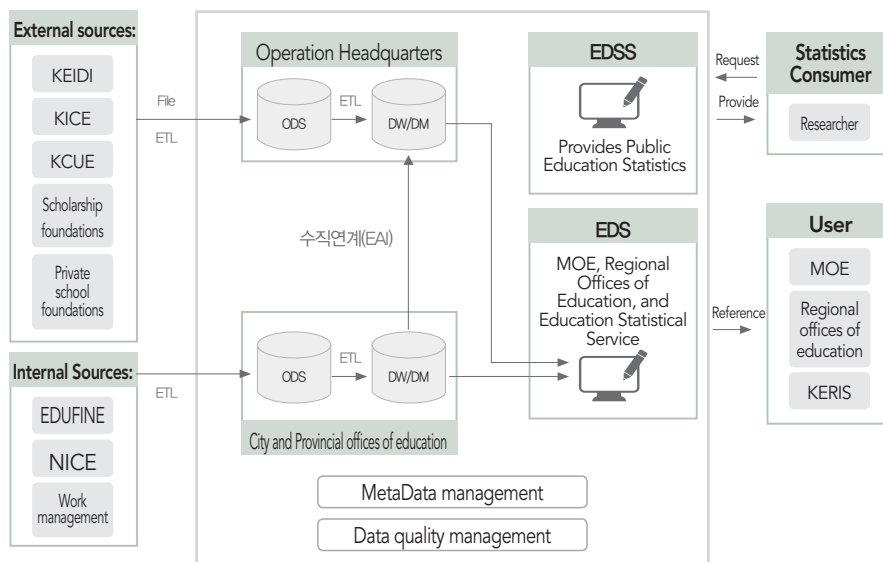 External sources:
KEIDI
KICE
KCUE
Scholarship
foundations
Private
school
foundations
Internal Sources:
EDUFINE
NICE
Work
management
File
ETL
ETL
Operation Headquarters
ODS
ETL
DW/DM
수직연계(EAI)
ODS
ETL
DW/DM
City and Provincial offices of education
EDSS
Provides Public
Education Statistics
EDS
MOE, Regional
Offices of
Education, and
Education Statistical
Service
MetaData management
Data quality management
Request
Provide
Statistics
Consumer
Researcher
Reference
User
MOE
Regional
offices of
education
KERIS